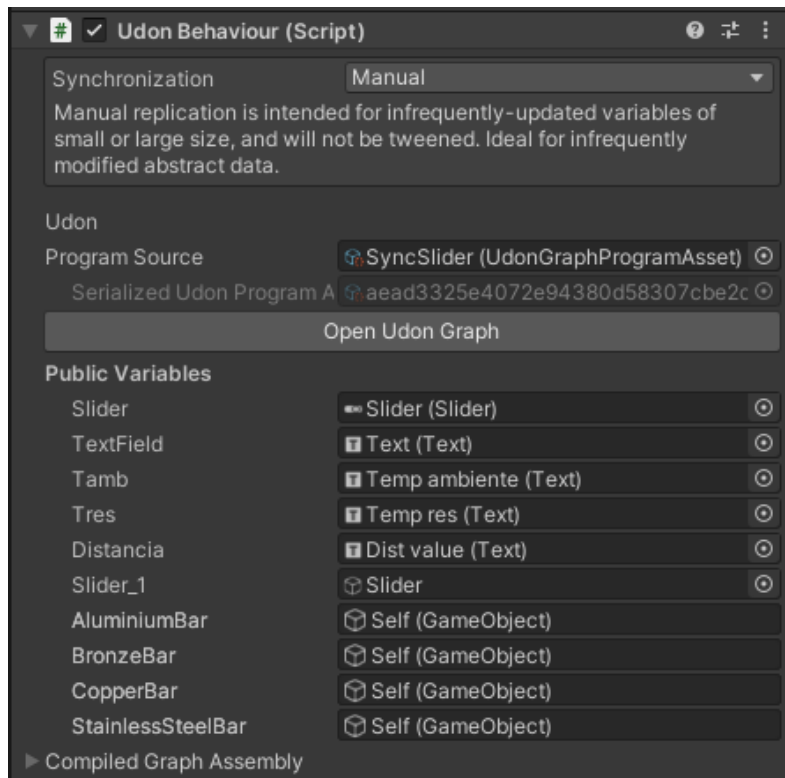 Udon Behaviour (Script)
Synchronization Manual
Manual replication is intended for infrequently-updated variables of
small or large size, and will not be tweened. Ideal for infrequently
modified abstract data.
Udon
Program Source SyncSlider (UdonGraphProgramAsset)
Serialized Udon Program A aead3325e4072e94380d58307cbe2c
Open Udon Graph
Public Variables
Slider Slider (Slider)
TextField Text (Text)
Tamb Temp ambiente (Text)
Tres Temp res (Text)
Distancia Dist value (Text)
Slider_1 Slider
AluminiumBar Self (GameObject)
BronzeBar Self (GameObject)
CopperBar Self (GameObject)
StainlessSteelBar Self (GameObject)
Compiled Graph Assembly